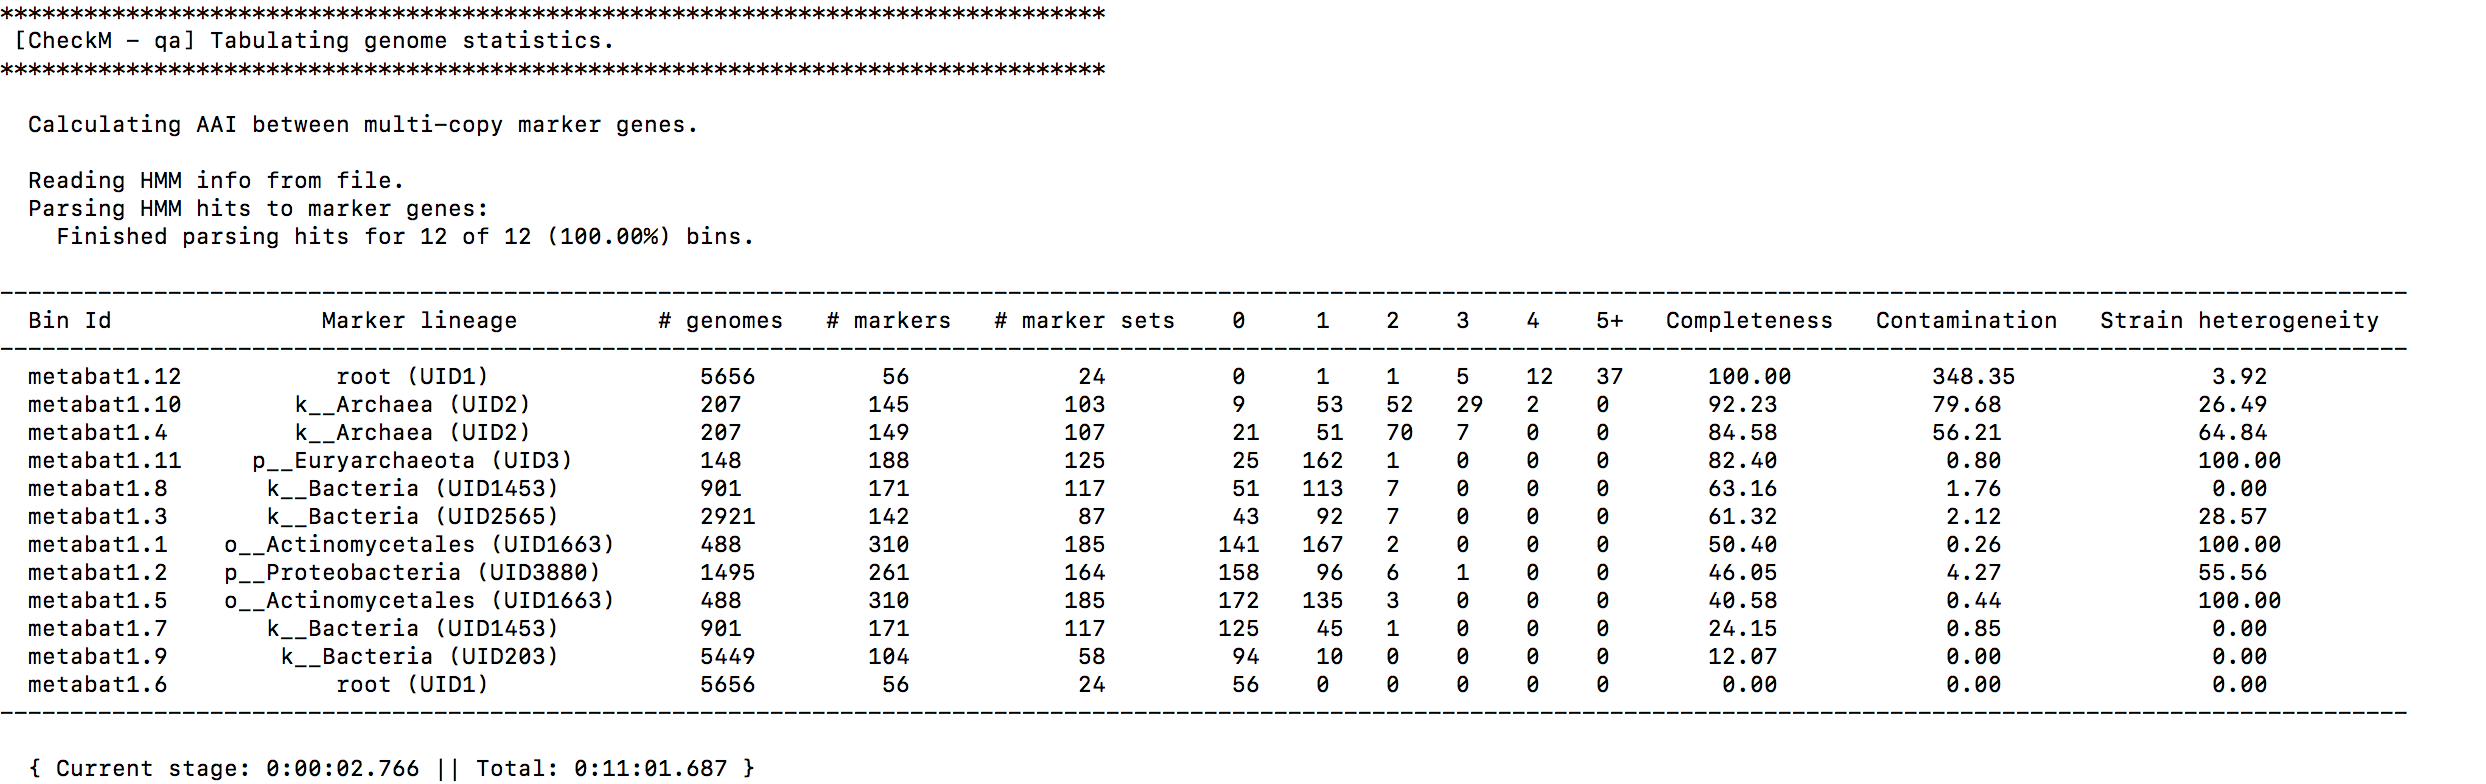 *******************************************************************************
[CheckM - qa] Tabulating genome statistics.
*******************************************************************************
Calculating AAI between multi-copy marker genes.
Reading HMM info from file.
Parsing HMM hits to marker genes:
Finished parsing hits for 12 of 12 (100.00%) bins.
Bin Id Marker lineage # genomes # markers # marker sets 0 1 2 3 4 5+ Completeness Contamination Strain heterogeneity
metabat1.12 root (UID1) 5656 56 24 0 1 1 5 12 37 100.00 348.35 3.92
metabat1.10 k__Archaea (UID2) 207 145 103 9 53 52 29 2 0 92.23 79.68 26.49
metabat1.4 k__Archaea (UID2) 207 149 107 21 51 70 7 0 0 84.58 56.21 64.84
metabat1.11 p__Euryarchaeota (UID3) 148 188 125 25 162 1 0 0 0 82.40 0.80 100.00
metabat1.8 k__Bacteria (UID1453) 901 171 117 51 113 7 0 0 0 63.16 1.76 0.00
metabat1.3 k__Bacteria (UID2565) 2921 142 87 43 92 7 0 0 0 61.32 2.12 28.57
metabat1.1 o__Actinomycetales (UID1663) 488 310 185 141 167 2 0 0 0 50.40 0.26 100.00
metabat1.2 p__Proteobacteria (UID3880) 1495 261 164 158 96 6 1 0 0 46.05 4.27 55.56
metabat1.5 o__Actinomycetales (UID1663) 488 310 185 172 135 3 0 0 0 40.58 0.44 100.00
metabat1.7 k__Bacteria (UID1453) 901 171 117 125 45 1 0 0 0 24.15 0.85 0.00
metabat1.9 k__Bacteria (UID203) 5449 104 58 94 10 0 0 0 0 12.07 0.00 0.00
metabat1.6 root (UID1) 5656 56 24 56 0 0 0 0 0 0.00 0.00 0.00
{ Current stage: 0:00:02.766 || Total: 0:11:01.687 }